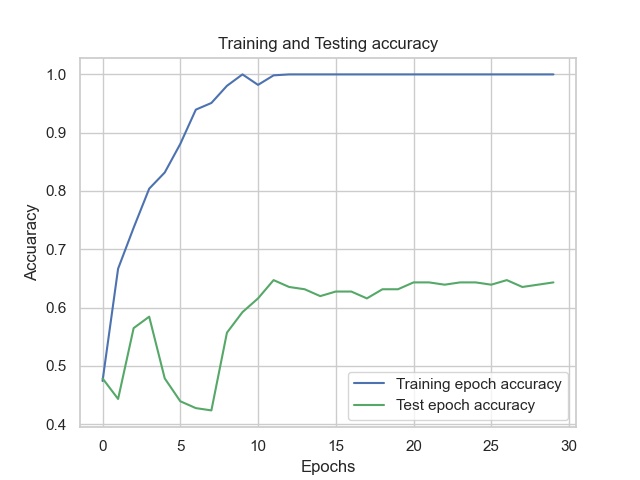 Training and Testing accuracy
1.0
0.9
0.8
0.7
0.6
0.5
0.4
Accuaracy
0 5 10 15 20 25 30
Epochs
Training epoch accuracy
Test epoch accuracy